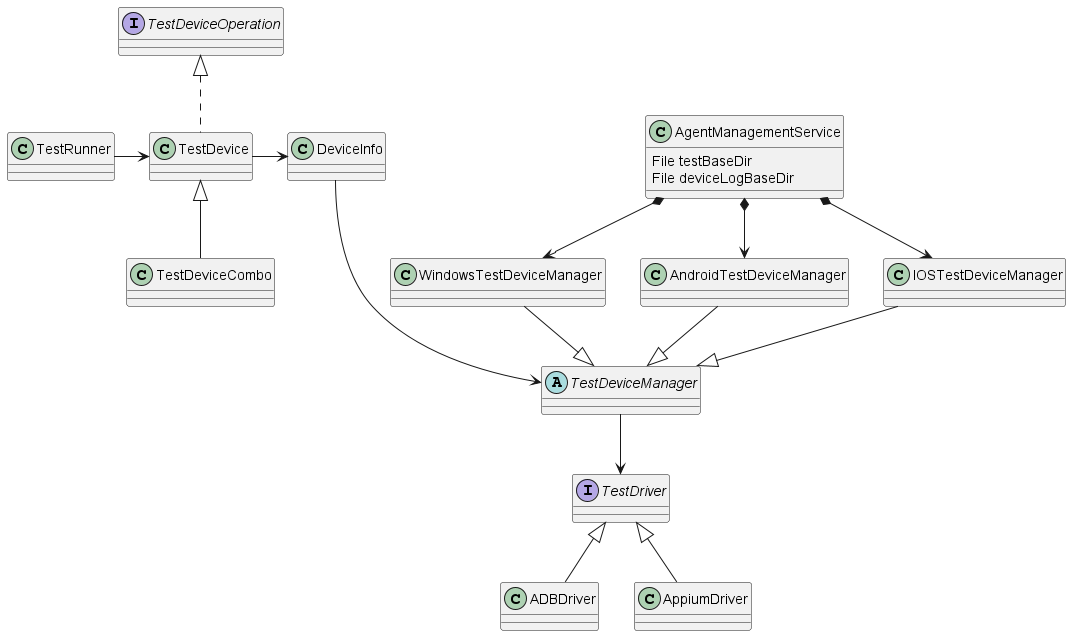 I TestDeviceOperation
C TestRunner
C TestDevice
C DeviceInfo
C AgentManagementService
File testBaseDir
File deviceLogBaseDir
C TestDeviceCombo
C WindowsTestDeviceManager
C AndroidTestDeviceManager
C IOSTestDeviceManager
A TestDeviceManager
I TestDriver
C ADBDriver
C AppiumDriver